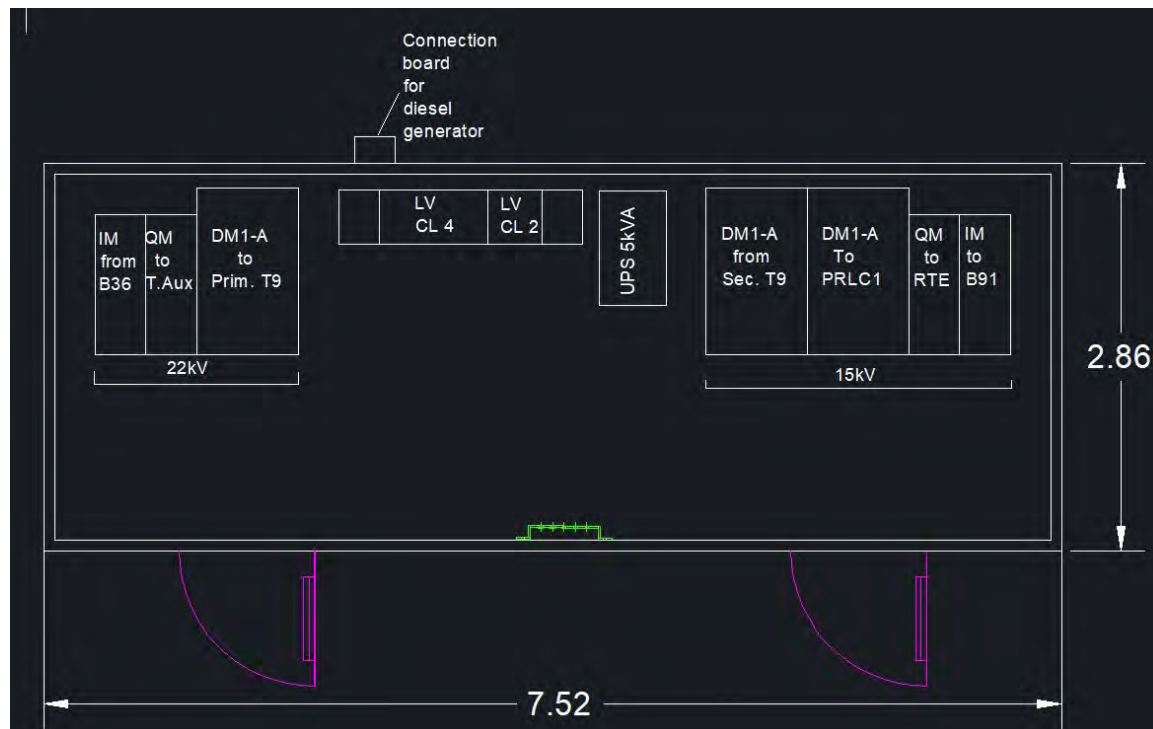 Connection
board
for
diesel
generator
IM
from
B36
QM
to
T.Aux
DM1-A
to
Prim. T9
22kV
LV
CL 4
LV
CL 2
UPS 5kVA
DM1-A
from
Sec. T9
DM1-A
To
PRLC1
QM
to
RTE
IM
to
B91
15kV
2.86
7.52